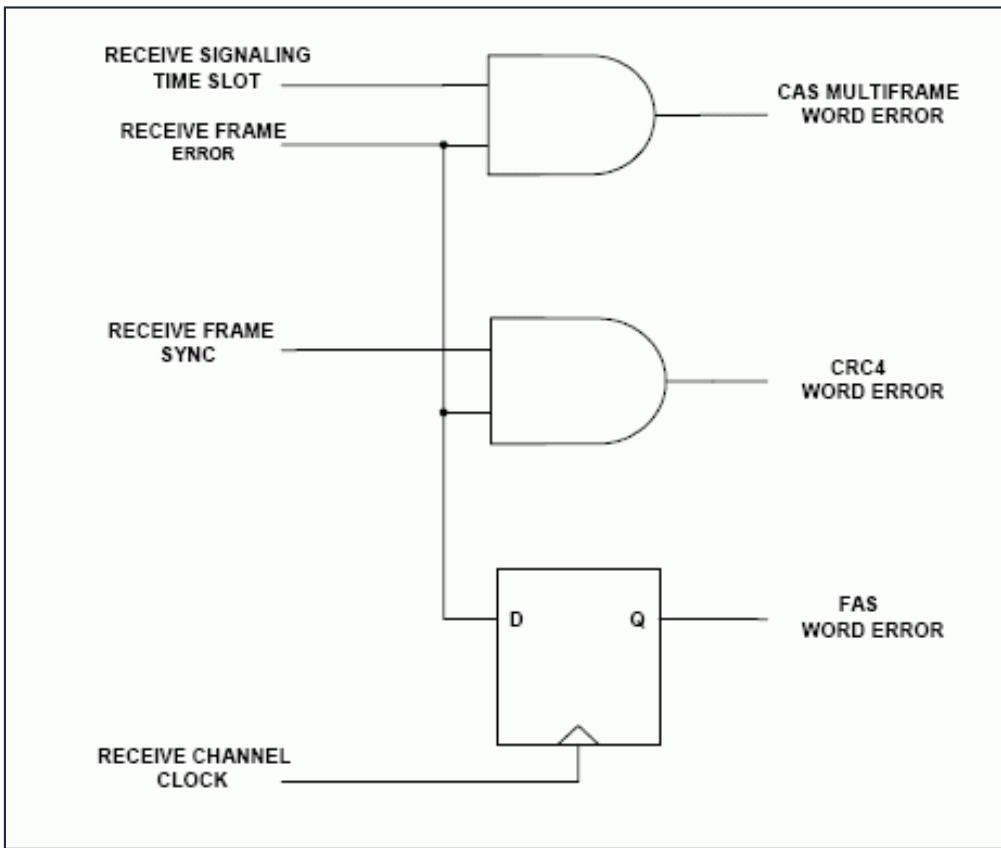 RECEIVE SIGNALING
TIME SLOT
CAS MULTIFRAME
WORD ERROR
RECEIVE FRAME
ERROR
RECEIVE FRAME
SYNC
CRC4
WORD ERROR
D
Q
FAS
WORD ERROR
RECEIVE CHANNEL
CLOCK